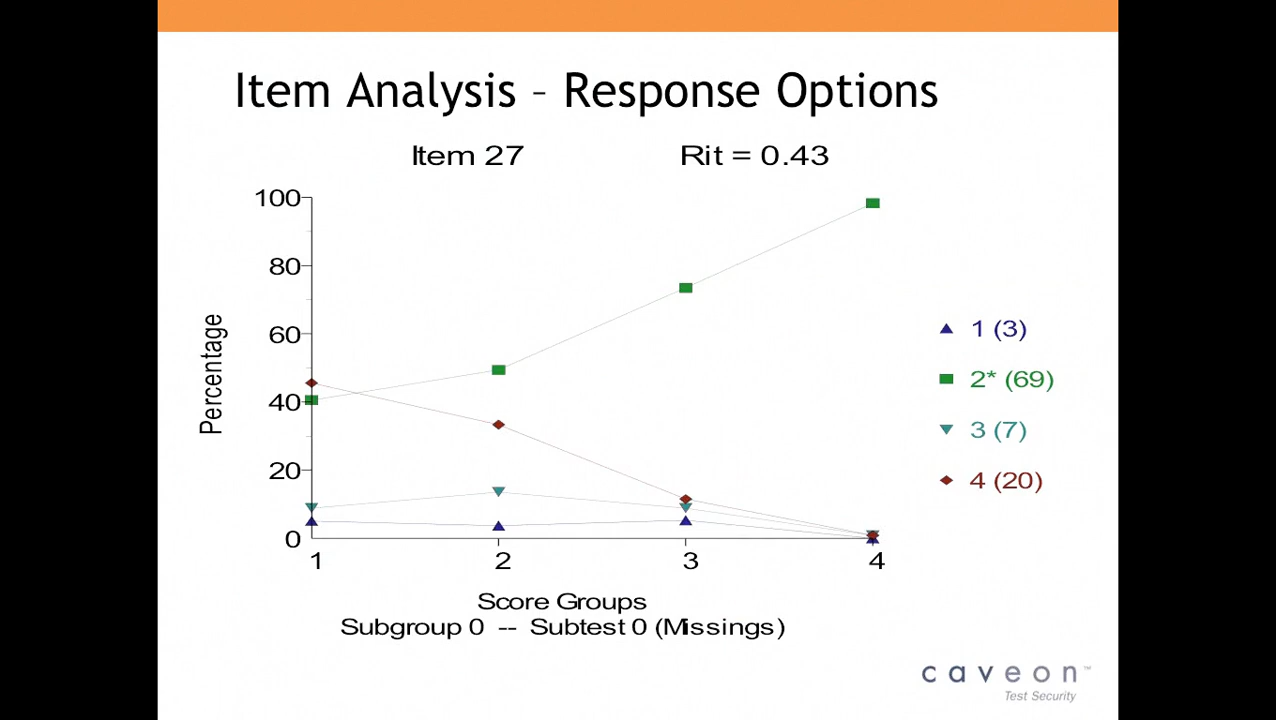 Item Analysis – Response Options
Item 27 Rit = 0.43
100
80
60
40
20
0
Percentage
1 2 3 4
Score Groups
Subgroup 0 -- Subtest 0 (Missings)
1 (3)
2* (69)
3 (7)
4 (20)
caveon™
Test Security